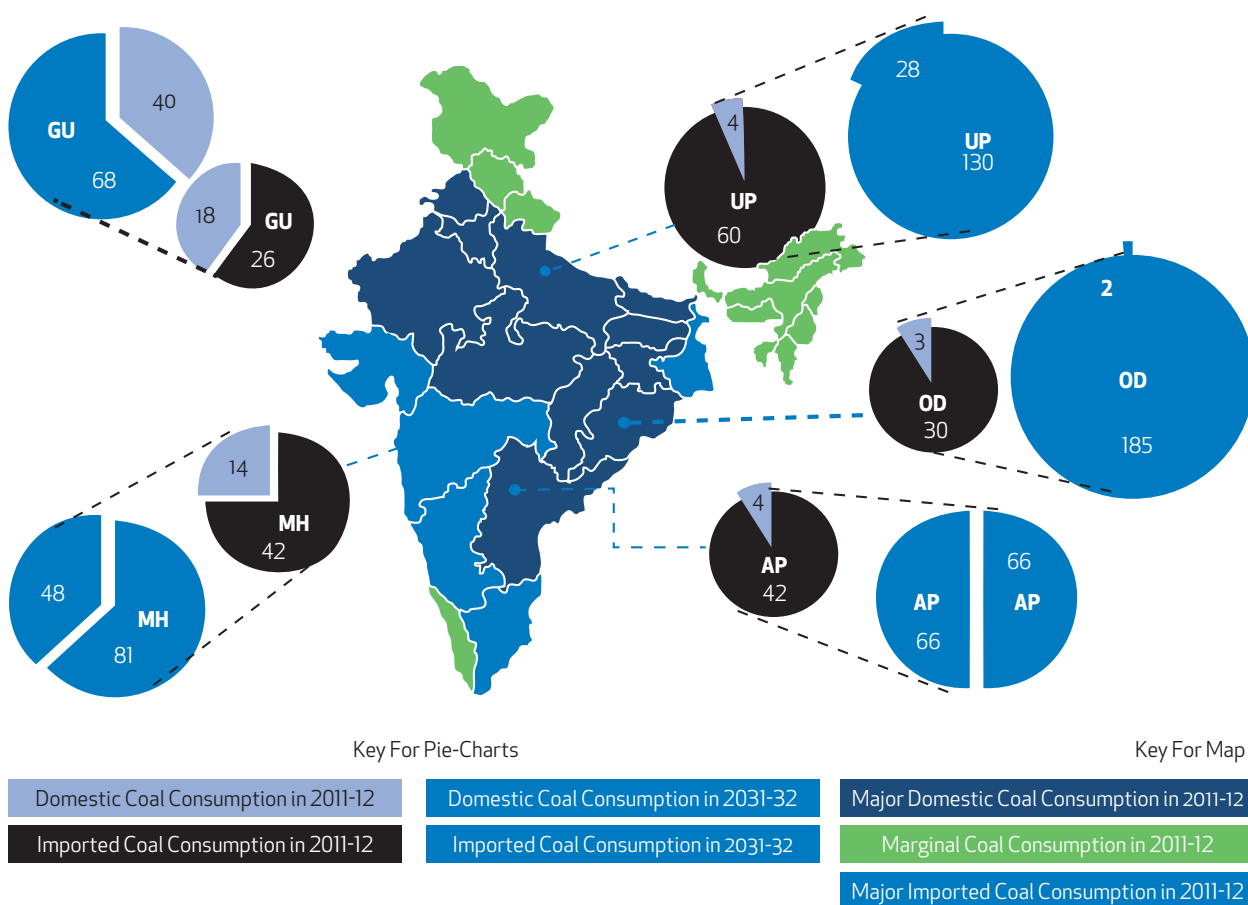 40
GU
68
18
GU
26
4
UP
60
28
UP
130
3
OD
30
2
OD
185
14
MH
42
48
MH
81
4
AP
42
AP
66
66
AP
Key For Pie-Charts
Key For Map
Domestic Coal Consumption in 2011-12
Domestic Coal Consumption in 2031-32
Major Domestic Coal Consumption in 2011-12
Imported Coal Consumption in 2011-12
Imported Coal Consumption in 2031-32
Marginal Coal Consumption in 2011-12
Major Imported Coal Consumption in 2011-12